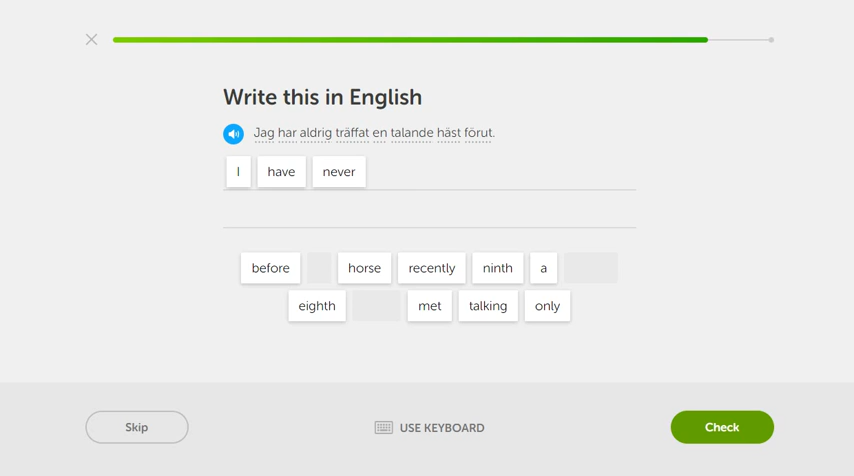 Write this in English
Jag har aldrig träffat en talande häst förut.
I have never
before horse recently ninth a
eighth met talking only
Skip USE KEYBOARD Check